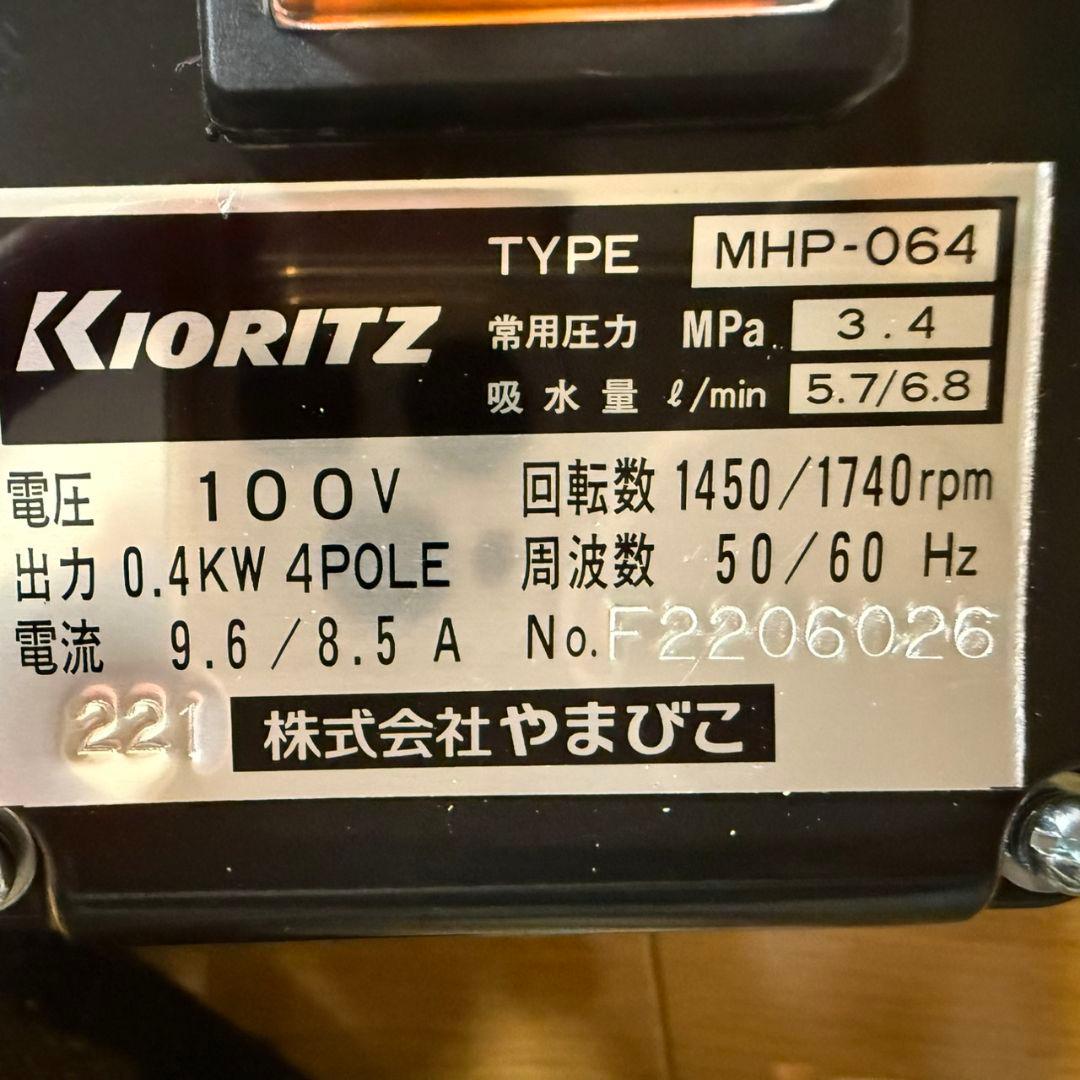 TYPE MHP-064
KIORITZ
常用圧力 MPa 3.4
吸水量 ℓ/min 5.7/6.8
電圧 100V 回転数 1450/1740rpm
出力 0.4KW 4POLE 周波数 50/60 Hz
電流 9.6/8.5 A No. F2206026
221 株式会社やまびこ